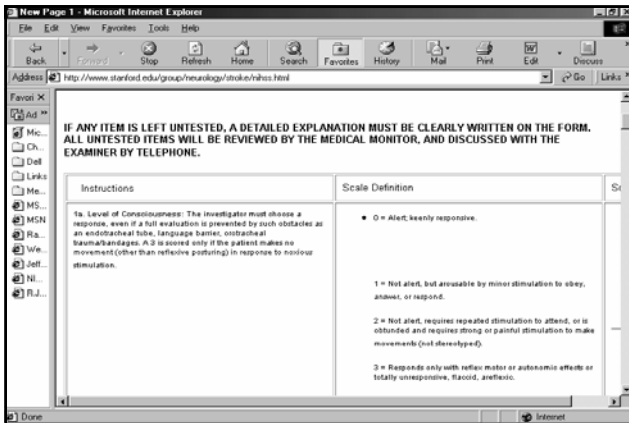 New Page 1 - Microsoft Internet Explorer
File Edit View Favorites Tools Help
Back Forward Stop Refresh Home Search Favorites History Mail Print Edit Discuss
Address http://www.stanford.edu/group/neurology/stroke/nihss.html Go Links
Favori X
Ad
Mic...
Ch...
Dell
Links
Me...
MS...
MSN
Ra...
We...
Jeff...
NI...
R.J...
IF ANY ITEM IS LEFT UNTESTED, A DETAILED EXPLANATION MUST BE CLEARLY WRITTEN ON THE FORM.
ALL UNTESTED ITEMS WILL BE REVIEWED BY THE MEDICAL MONITOR, AND DISCUSSED WITH THE
EXAMINER BY TELEPHONE.
Instructions
Scale Definition
1a. Level of Consciousness: The investigator must choose a
response, even if a full evaluation is prevented by such obstacles as
an endotracheal tube, language barrier, orotracheal
trauma/bandages. A 3 is scored only if the patient makes no
movement (other than reflexive posturing) in response to noxious
stimulation.
0 = Alert; keenly responsive.
1 = Not alert, but arousable by minor stimulation to obey,
answer, or respond.
2 = Not alert, requires repeated stimulation to attend, or is
obtunded and requires strong or painful stimulation to make
movements (not stereotyped).
3 = Responds only with reflex motor or autonomic effects or
totally unresponsive, flaccid, areflexic.
Done
Internet